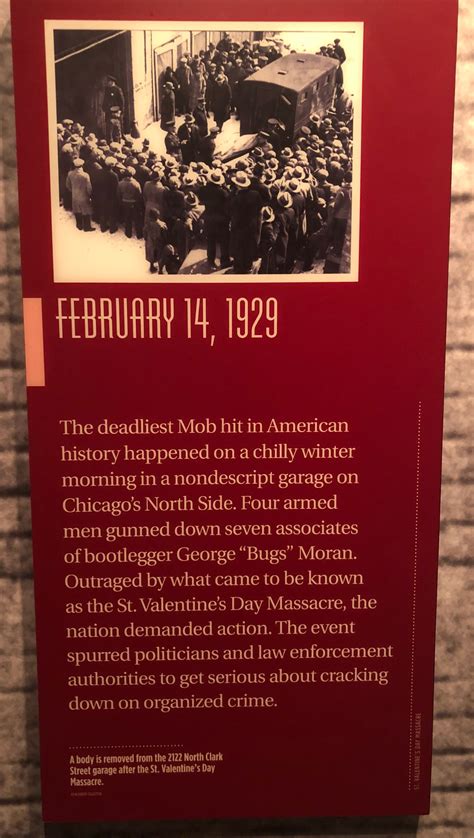 FEBRUARY 14, 1929
The deadliest Mob hit in American
history happened on a chilly winter
morning in a nondescript garage on
Chicago's North Side. Four armed
men gunned down seven associates
of bootlegger George “Bugs” Moran.
Outraged by what came to be known
as the St. Valentine's Day Massacre, the
nation demanded action. The event
spurred politicians and law enforcement
authorities to get serious about cracking
down on organized crime.
A body is removed from the 2122 North Clark
Street garage after the St. Valentine's Day
Massacre.
ST. VALENTINE'S DAY MASSACRE